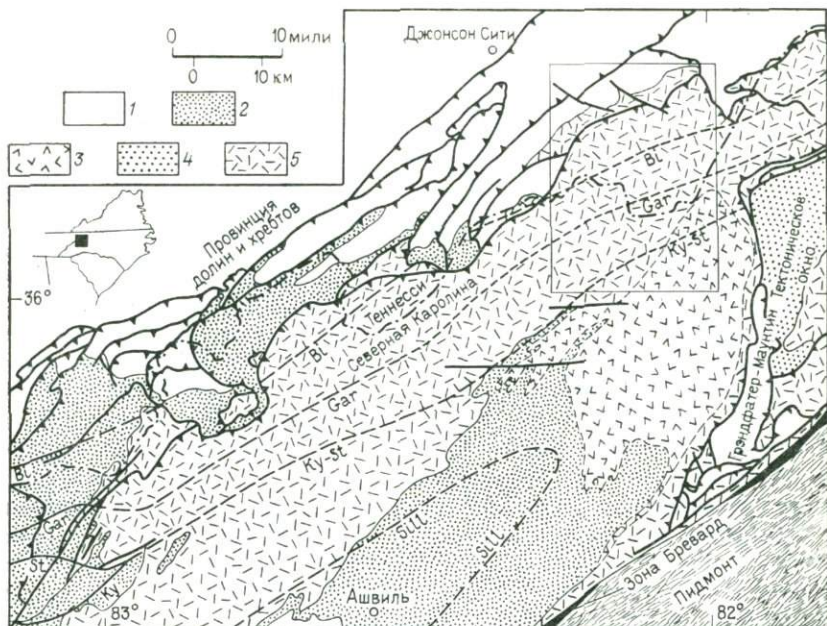 0 10 мили
0 10 км
Джонсон Сити
1 2
3 4 5
Провинция
долин и хребтов
36°
Теннесси
Северная Каролина
Bt
Gar
Ky-St
Bt
Gar
Ky-St
Грэндфатер-Маунтин Тектоническое
окно
Bt
Gar
St
Ky
Sill
Sill
Ашвиль
Зона Бревард
Пидмонт
83°
82°